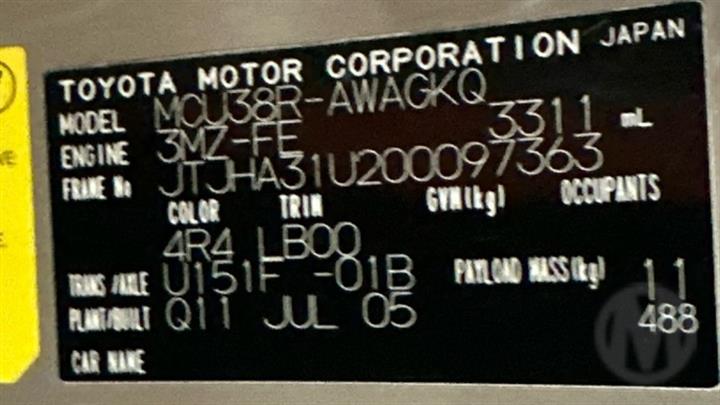 TOYOTA MOTOR CORPORATION JAPAN
MODEL MCU38R-AWAGKQ
ENGINE 3MZ-FE 3311 mL
FRAME No JTJHA31U200097363
COLOR TRIM GVM(kg) OCCUPANTS
4R4 LB00
TRANS/AXLE U151F -01B PAYLOAD MASS(kg) 11
PLANT/BUILT Q11 JUL 05 488
CAR NAME